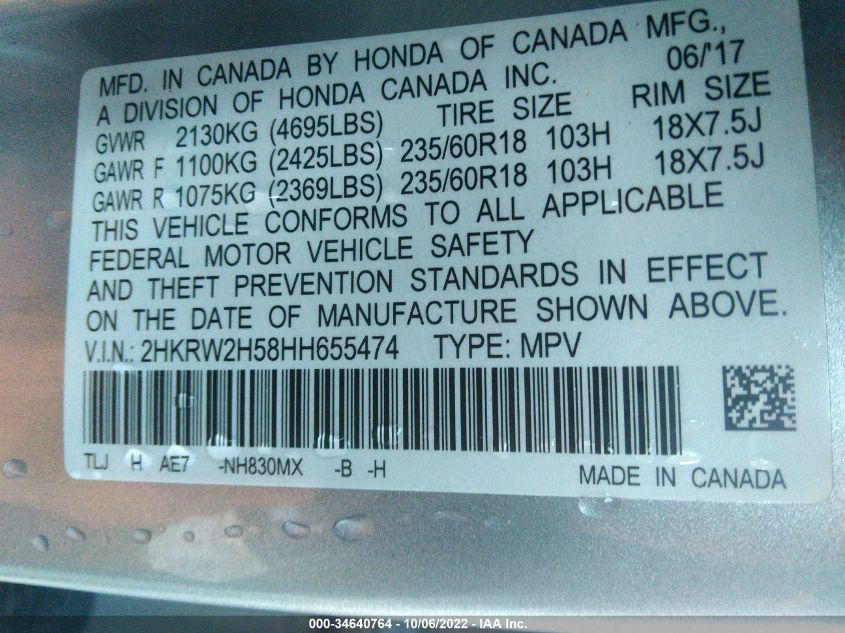 MFD. IN CANADA BY HONDA OF CANADA MFG.,
A DIVISION OF HONDA CANADA INC. 06/'17
GVWR 2130KG (4695LBS) TIRE SIZE RIM SIZE
GAWR F 1100KG (2425LBS) 235/60R18 103H 18X7.5J
GAWR R 1075KG (2369LBS) 235/60R18 103H 18X7.5J
THIS VEHICLE CONFORMS TO ALL APPLICABLE
FEDERAL MOTOR VEHICLE SAFETY
AND THEFT PREVENTION STANDARDS IN EFFECT
ON THE DATE OF MANUFACTURE SHOWN ABOVE.
V.I.N.: 2HKRW2H58HH655474 TYPE: MPV
TLJ H AE7 -NH830MX -B -H
MADE IN CANADA
000-34640764 - 10/06/2022 - IAA Inc.